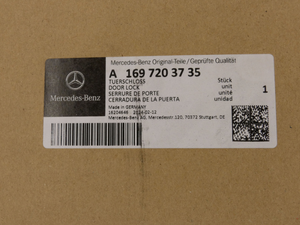 Mercedes-Benz Original-Teile / Geprüfte Qualität
A 169 720 37 35
TUERSCHLOSS Stück
DOOR LOCK unit
SERRURE DE PORTE unité
CERRADURA DE LA PUERTA unidad
1
Mercedes-Benz
Made in GERMANY
Mercedes-Benz AG, Mercedesstr 120, 70372 Stuttgart, DE